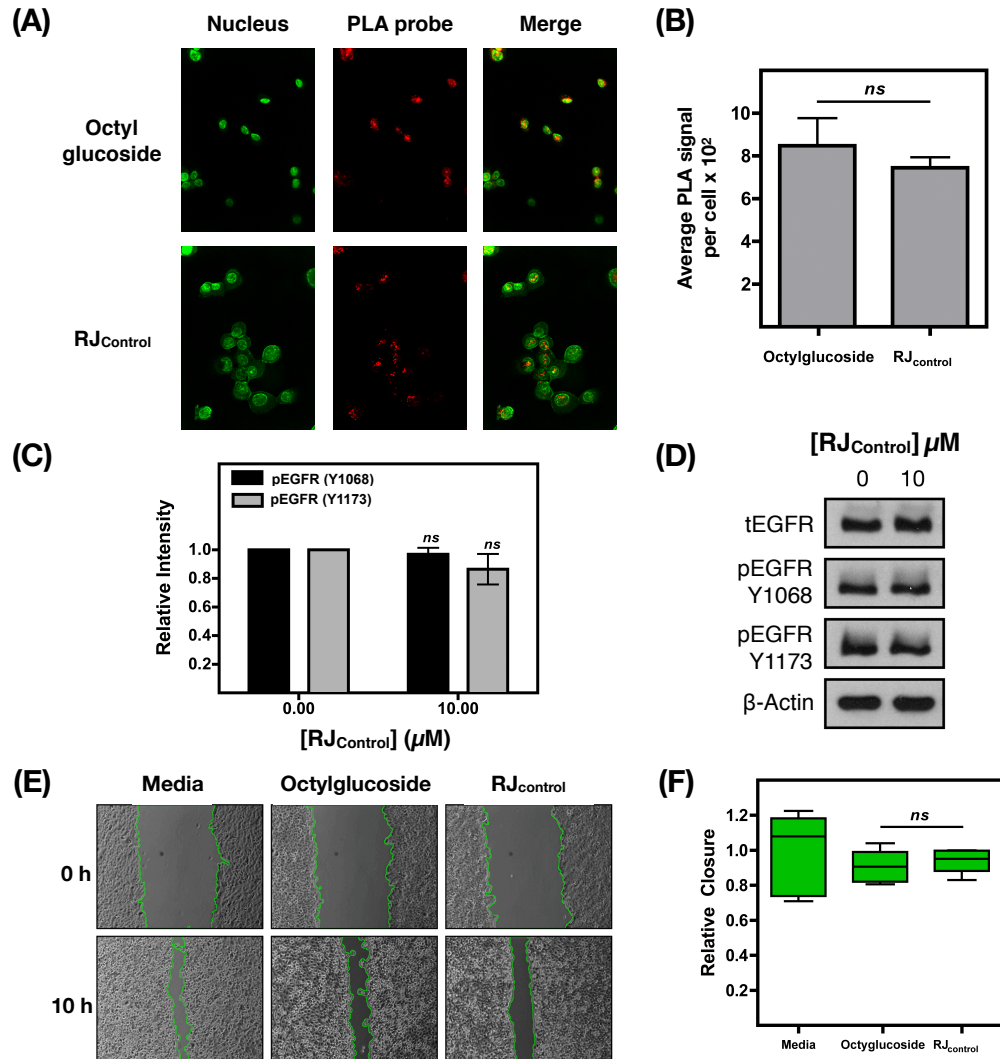 (A)
Nucleus PLA probe Merge
Octyl
glucoside
RJControl
(B)
ns
Average PLA signal
per cell x 10²
10
8
6
4
2
Octylglucoside RJcontrol
(C)
pEGFR (Y1068)
pEGFR (Y1173)
Relative Intensity
1.0
0.8
0.6
0.4
0.2
ns ns
0.00 10.00
[RJControl] (µM)
(D)
[RJControl] µM
0 10
tEGFR
pEGFR
Y1068
pEGFR
Y1173
β-Actin
(E)
Media Octylglucoside RJcontrol
0 h
10 h
(F)
ns
Relative Closure
1.2
1.0
0.8
0.6
0.4
0.2
Media Octyglucoside RJcontrol